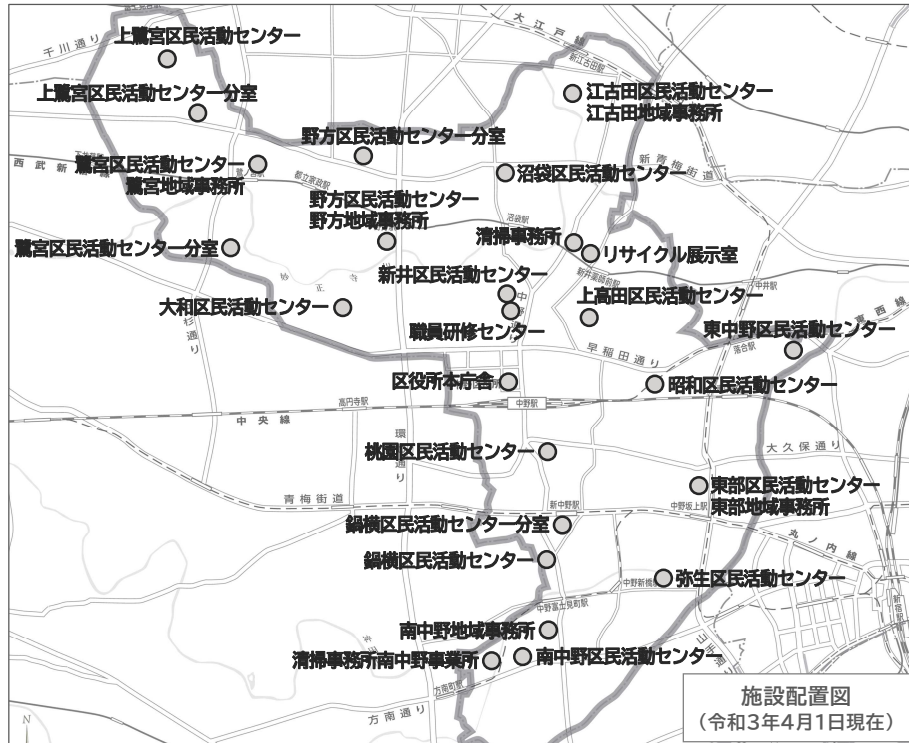 千川通り
上鷺宮区民活動センター
大江戸線
新江古田駅
上鷺宮区民活動センター分室
江古田区民活動センター
江古田地域事務所
野方区民活動センター分室
西武新
鷺宮区民活動センター
鷺宮地域事務所
都立家政駅
新青梅街道
沼袋区民活動センター
野方区民活動センター
野方地域事務所
沼袋駅
清掃事務所
リサイクル展示室
鷺宮区民活動センター分室
新井薬師前駅
新井区民活動センター
中井駅
大和区民活動センター
上高田区民活動センター
職員研修センター
東西線
東中野区民活動センター
早稲田通り
落合駅
区役所本庁舎
昭和区民活動センター
高円寺駅
中野駅
中央線
桃園区民活動センター
大久保通り
青梅街道
東部区民活動センター
東部地域事務所
新中野駅
中野坂上駅
鍋横区民活動センター分室
丸ノ内線
鍋横区民活動センター
中野新橋駅
弥生区民活動センター
新宿駅
中野富士見町駅
南中野地域事務所
清掃事務所南中野事業所
南中野区民活動センター
方南町駅
方南通り
N
施設配置図
(令和3年4月1日現在)